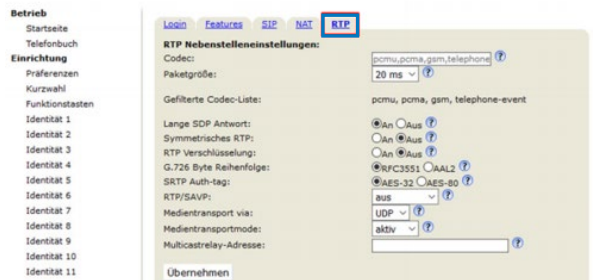 Betrieb
Startseite
Telefonbuch
Einrichtung
Präferenzen
Kurzwahl
Funktionstasten
Identität 1
Identität 2
Identität 3
Identität 4
Identität 5
Identität 6
Identität 7
Identität 8
Identität 9
Identität 10
Identität 11
Login Features SIP NAT RTP
RTP Nebenstelleneinstellungen:
Codec: pcmu,pcma,gsm,telephone ?
Paketgröße: 20 ms ?
Gefilterte Codec-Liste: pcmu, pcma, gsm, telephone-event
Lange SDP Antwort: An Aus ?
Symmetrisches RTP: An Aus ?
RTP Verschlüsselung: An Aus ?
G.726 Byte Reihenfolge: RFC3551 AAL2 ?
SRTP Auth-tag: AES-32 AES-80 ?
RTP/SAVP: aus ?
Medientransport via: UDP ?
Medientransportmode: aktiv ?
Multicastrelay-Adresse: ?
Übernehmen